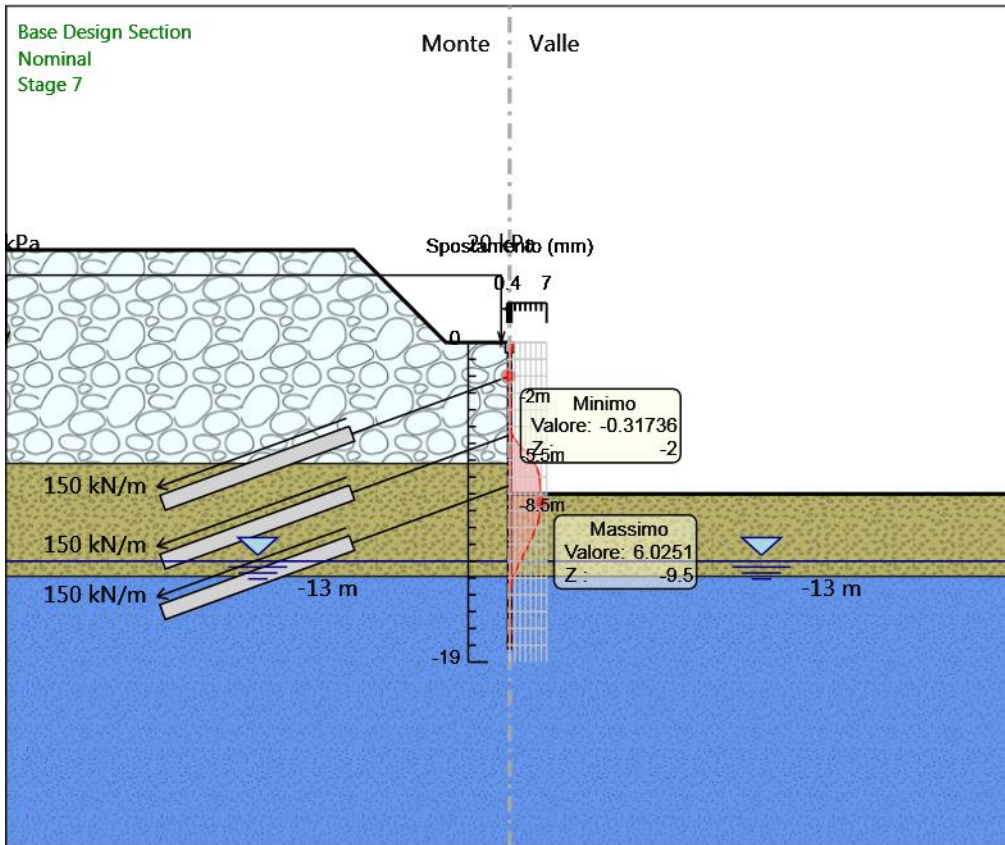 Base Design Section
Nominal
Stage 7
Monte
Valle
kPa
Spostamento (mm)
20 kPa
0.4 7
0
-2m
Minimo
Valore: -0.31736
Z : -2
-5.5m
150 kN/m
-8.5m
Massimo
Valore: 6.0251
Z : -9.5
150 kN/m
150 kN/m
-13 m
-13 m
-19